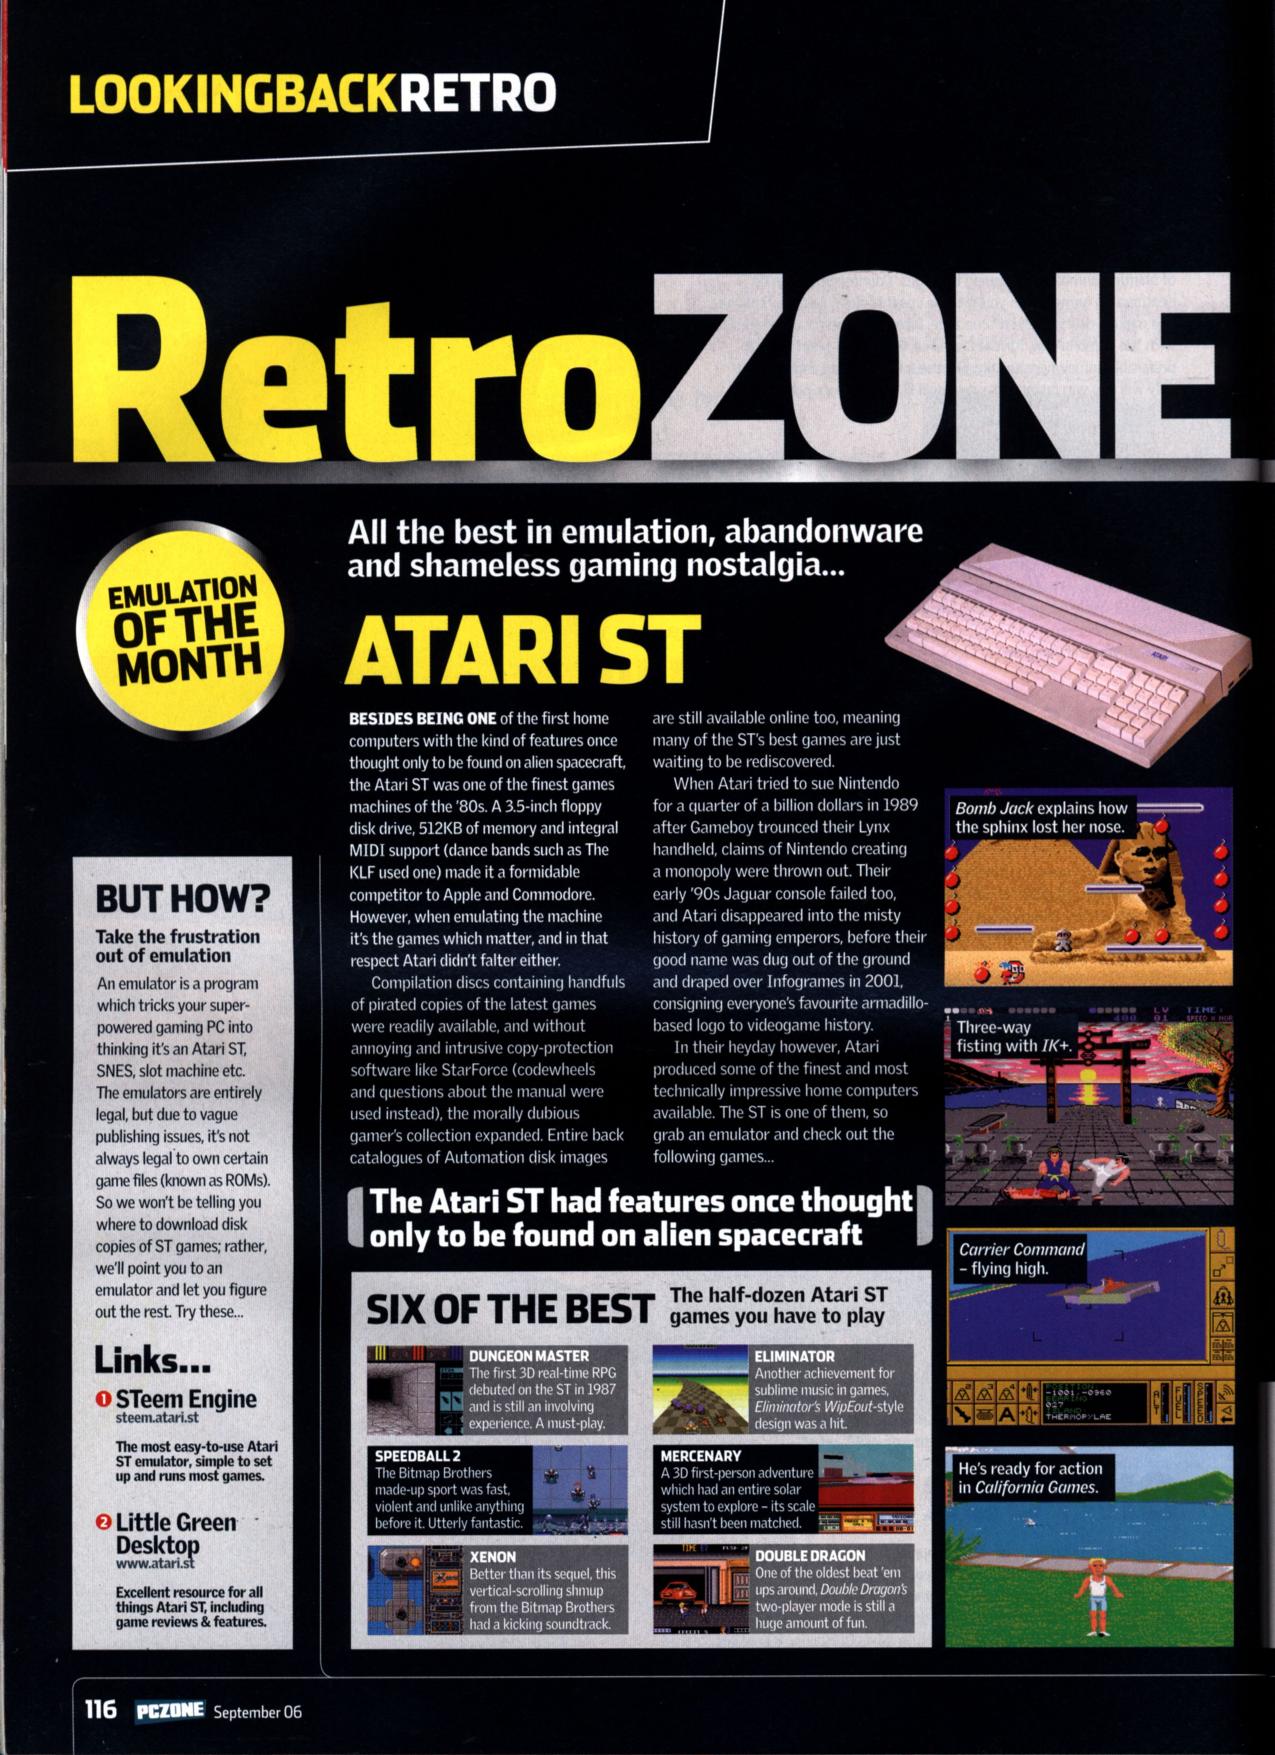 LOOKINGBACKRETRO
RetroZONE
EMULATION
OF THE
MONTH
All the best in emulation, abandonware
and shameless gaming nostalgia...
ATARI ST
BESIDES BEING ONE of the first home
computers with the kind of features once
thought only to be found on alien spacecraft,
the Atari ST was one of the finest games
machines of the '80s. A 3.5-inch floppy
disk drive, 512KB of memory and integral
MIDI support (dance bands such as The
KLF used one) made it a formidable
competitor to Apple and Commodore.
However, when emulating the machine
it's the games which matter, and in that
respect Atari didn't falter either.
Compilation discs containing handfuls
of pirated copies of the latest games
were readily available, and without
annoying and intrusive copy-protection
software like StarForce (codewheels
and questions about the manual were
used instead), the morally dubious
gamer's collection expanded. Entire back
catalogues of Automation disk images
are still available online too, meaning
many of the ST's best games are just
waiting to be rediscovered.
When Atari tried to sue Nintendo
for a quarter of a billion dollars in 1989
after Gameboy trounced their Lynx
handheld, claims of Nintendo creating
a monopoly were thrown out. Their
early '90s Jaguar console failed too,
and Atari disappeared into the misty
history of gaming emperors, before their
good name was dug out of the ground
and draped over Infogrames in 2001,
consigning everyone's favourite armadillo-
based logo to videogame history.
In their heyday however, Atari
produced some of the finest and most
technically impressive home computers
available. The ST is one of them, so
grab an emulator and check out the
following games...
The Atari ST had features once thought
only to be found on alien spacecraft
BUT HOW?
Take the frustration
out of emulation
An emulator is a program
which tricks your super-
powered gaming PC into
thinking it's an Atari ST,
SNES, slot machine etc.
The emulators are entirely
legal, but due to vague
publishing issues, it's not
always legal to own certain
game files (known as ROMs).
So we won't be telling you
where to download disk
copies of ST games; rather,
we'll point you to an
emulator and let you figure
out the rest. Try these...
Links...
1 STeem Engine
steem.atari.st
The most easy-to-use Atari
ST emulator, simple to set
up and runs most games.
2 Little Green
Desktop
www.atari.st
Excellent resource for all
things Atari ST, including
game reviews & features.
SIX OF THE BEST
The half-dozen Atari ST
games you have to play
DUNGEON MASTER
The first 3D real-time RPG
debuted on the ST in 1987
and is still an involving
experience. A must-play.
ELIMINATOR
Another achievement for
sublime music in games,
Eliminator's WipEout-style
design was a hit.
SPEEDBALL 2
The Bitmap Brothers
made-up sport was fast,
violent and unlike anything
before it. Utterly fantastic.
MERCENARY
A 3D first-person adventure
which had an entire solar
system to explore – its scale
still hasn't been matched.
XENON
Better than its sequel, this
vertical-scrolling shmup
from the Bitmap Brothers
had a kicking soundtrack.
DOUBLE DRAGON
One of the oldest beat 'em
ups around, Double Dragon's
two-player mode is still a
huge amount of fun.
ATARI
Bomb Jack explains how
the sphinx lost her nose.
LV TIME:
Three-way
fisting with IK+.
Carrier Command
– flying high.
-1001,-0960
027
THERMOPYLAE
FUEL
SPEED
He's ready for action
in California Games.
116 PCZONE September 06